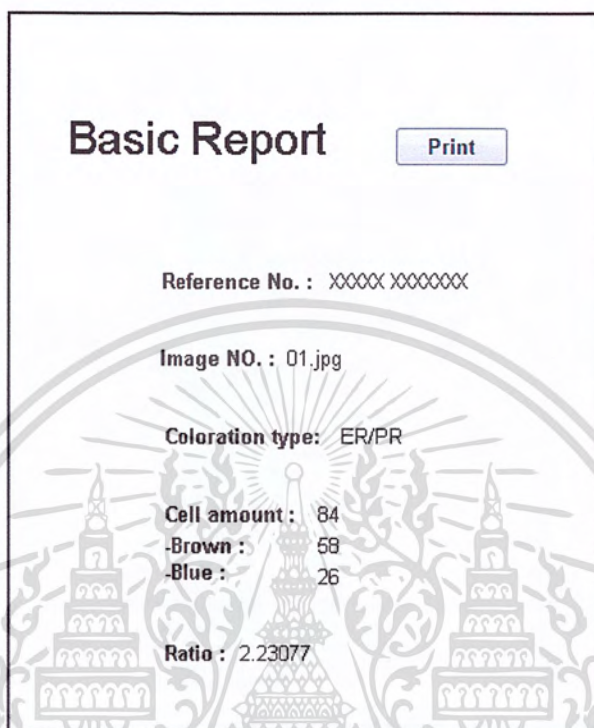 Basic Report Print
Reference No. : XXXXX XXXXXXX
Image NO. : 01.jpg
Coloration type: ER/PR
Cell amount : 84
-Brown : 58
-Blue : 26
Ratio : 2.23077